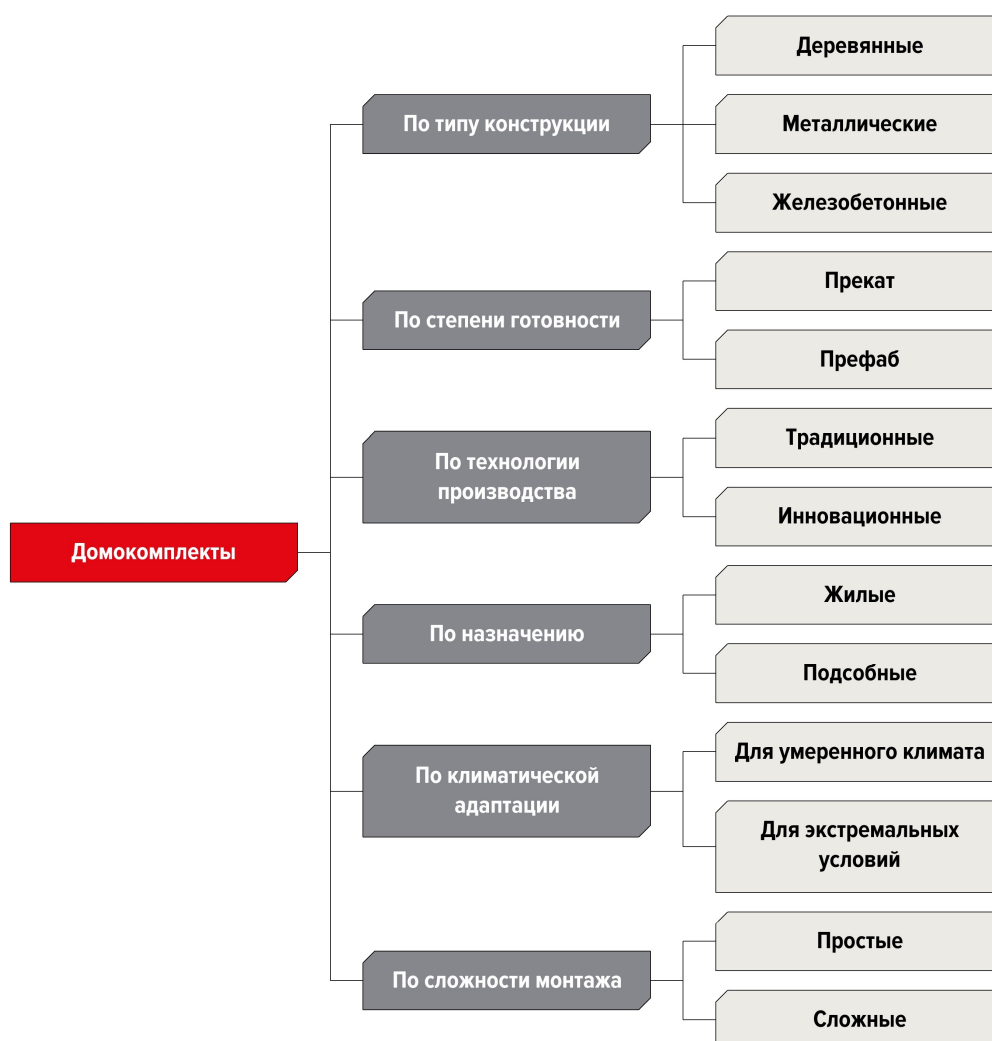 Домокомплекты
По типу конструкции
Деревянные
Металлические
Железобетонные
По степени готовности
Прекат
Префаб
По технологии
производства
Традиционные
Инновационные
По назначению
Жилые
Подсобные
По климатической
адаптации
Для умеренного климата
Для экстремальных
условий
По сложности монтажа
Простые
Сложные